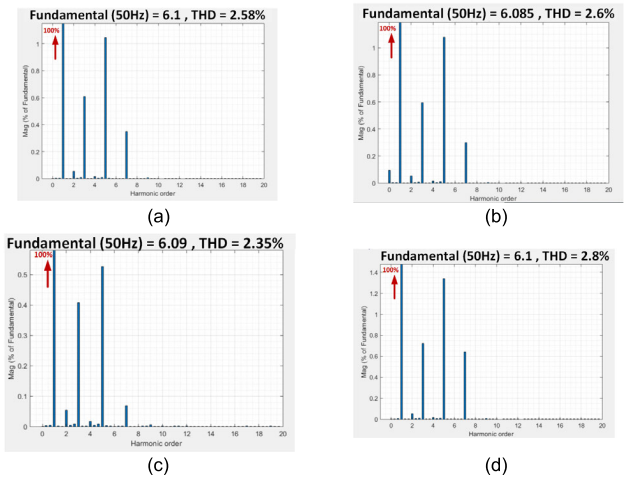 Fundamental (50Hz) = 6.1 , THD = 2.58%
100%
Mag (% of Fundamental)
1
0.8
0.6
0.4
0.2
0
0 2 4 6 8 10 12 14 16 18 20
Harmonic order
(a)
Fundamental (50Hz) = 6.085 , THD = 2.6%
100%
Mag (% of Fundamental)
1
0.8
0.6
0.4
0.2
0
0 2 4 6 8 10 12 14 16 18 20
Harmonic order
(b)
Fundamental (50Hz) = 6.09 , THD = 2.35%
100%
Mag (% of Fundamental)
0.5
0.4
0.3
0.2
0.1
0
0 2 4 6 8 10 12 14 16 18 20
Harmonic order
(c)
Fundamental (50Hz) = 6.1 , THD = 2.8%
100%
Mag (% of Fundamental)
1.4
1.2
1
0.8
0.6
0.4
0.2
0
0 2 4 6 8 10 12 14 16 18 20
Harmonic order
(d)